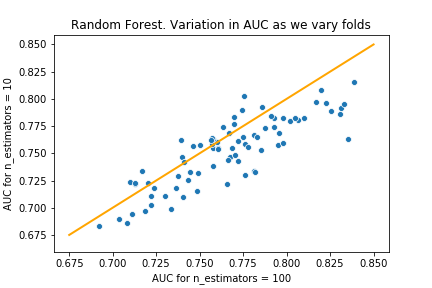 Random Forest. Variation in AUC as we vary folds
AUC for n_estimators = 10
0.850
0.825
0.800
0.775
0.750
0.725
0.700
0.675
0.675 0.700 0.725 0.750 0.775 0.800 0.825 0.850
AUC for n_estimators = 100